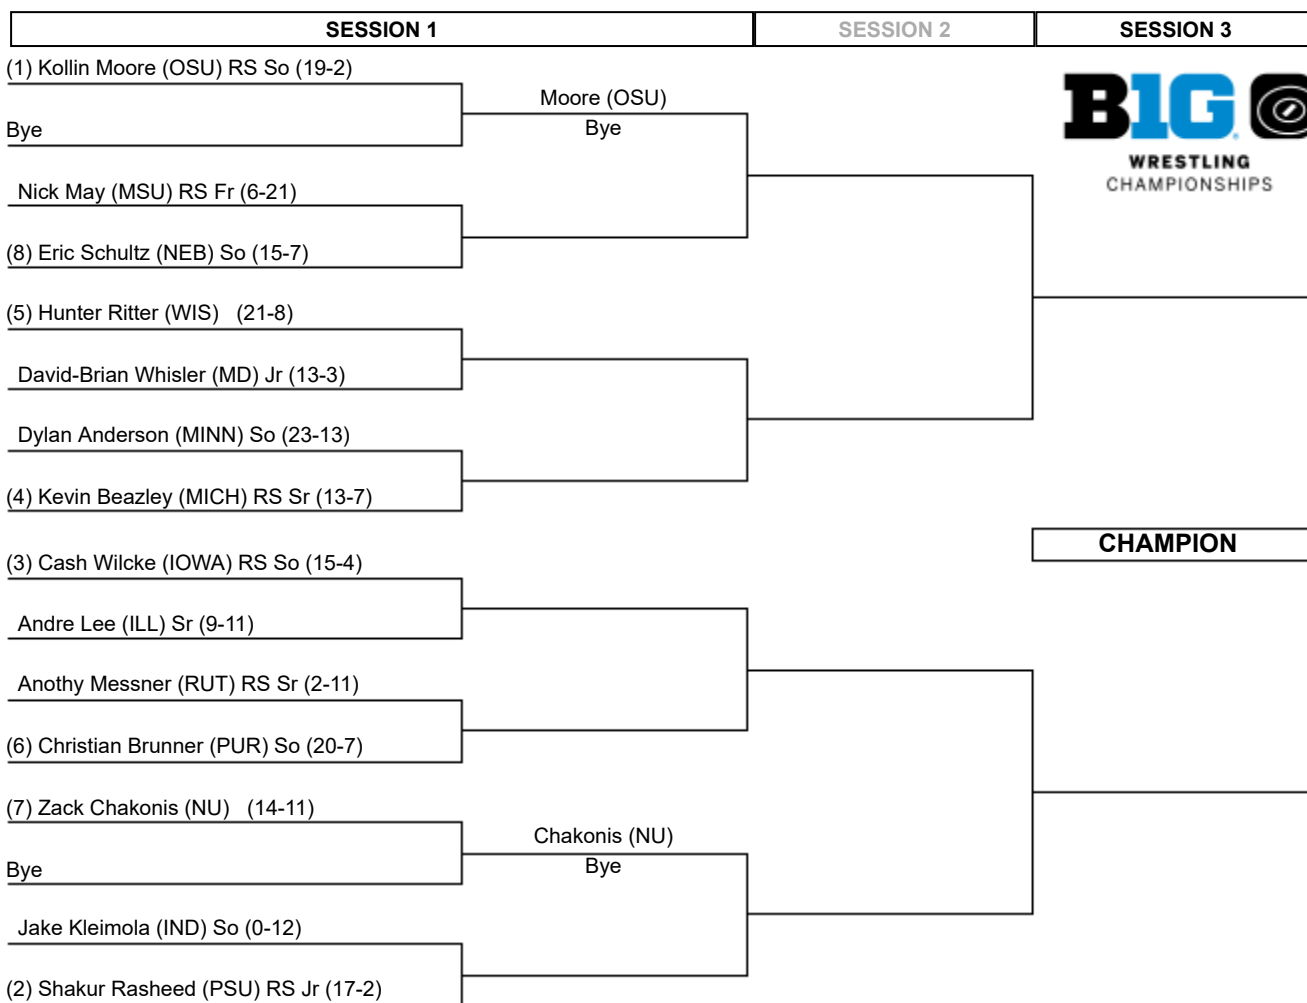 SESSION 1 SESSION 2 SESSION 3
(1) Kollin Moore (OSU) RS So (19-2)
Moore (OSU)
Bye
Bye
B1G
WRESTLING
CHAMPIONSHIPS
Nick May (MSU) RS Fr (6-21)
(8) Eric Schultz (NEB) So (15-7)
(5) Hunter Ritter (WIS) (21-8)
David-Brian Whisler (MD) Jr (13-3)
Dylan Anderson (MINN) So (23-13)
(4) Kevin Beazley (MICH) RS Sr (13-7)
CHAMPION
(3) Cash Wilcke (IOWA) RS So (15-4)
Andre Lee (ILL) Sr (9-11)
Anothy Messner (RUT) RS Sr (2-11)
(6) Christian Brunner (PUR) So (20-7)
(7) Zack Chakonis (NU) (14-11)
Chakonis (NU)
Bye
Bye
Jake Kleimola (IND) So (0-12)
(2) Shakur Rasheed (PSU) RS Jr (17-2)